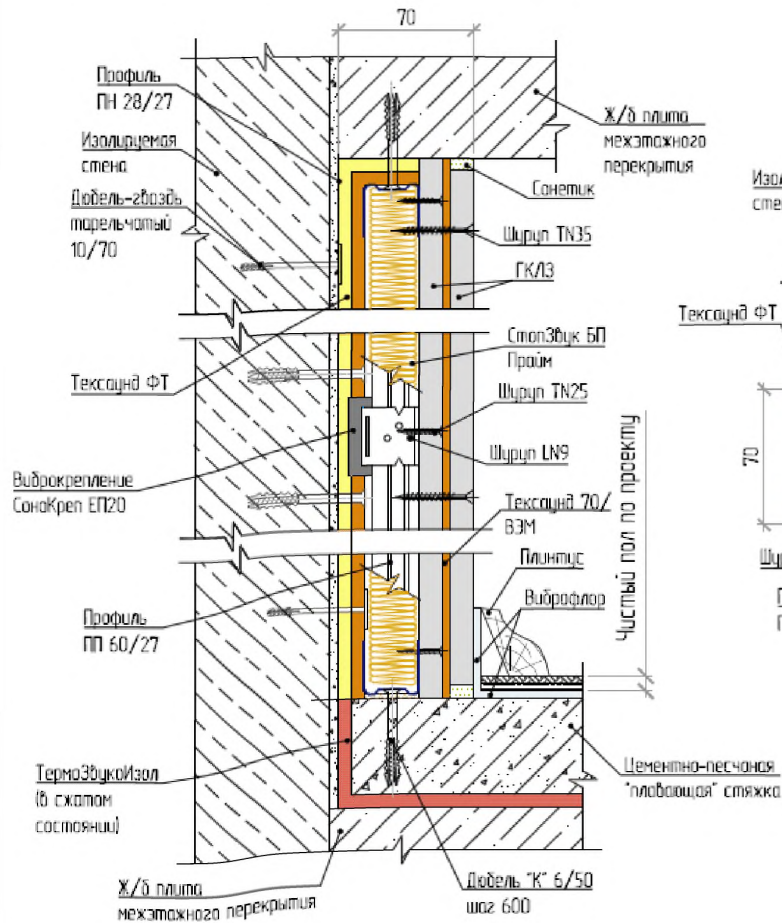 70
Профиль
ПН 28/27
Изолируемая
стена
Дюбель-гвоздь
тарельчатый
10/70
Тексаунд ФТ
Виброкрепление
СоноКреп ЕП20
Профиль
ПП 60/27
ТермоЗвукоИзол
(в сжатом
состоянии)
Ж/б плита
межэтажного перекрытия
Ж/б плита
межэтажного
перекрытия
Сонетик
Шуруп TN35
ГКЛЗ
СтопЗвук БП
Прайм
Шуруп TN25
Шуруп LN9
Тексаунд 70/
ВЭМ
Плинтус
Виброфлор
Чистый пол по проекту
Цементно-песчаная
"плавающая" стяжка
Дюбель "К" 6/50
шаг 600
Тексаунд ФТ
70